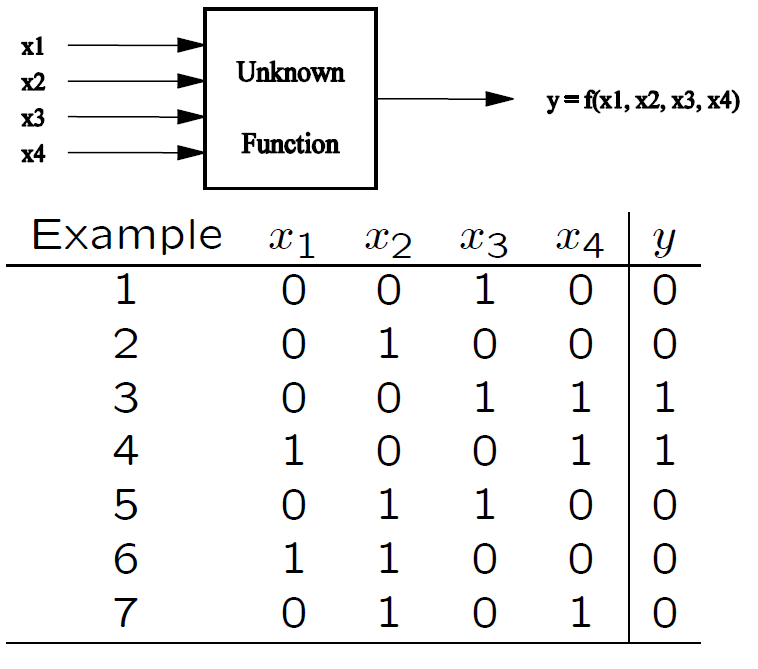 x1
x2
x3
x4
Unknown
Function
y = f(x1, x2, x3, x4)
Example x1 x2 x3 x4 y
1 0 0 1 0 0
2 0 1 0 0 0
3 0 0 1 1 1
4 1 0 0 1 1
5 0 1 1 0 0
6 1 1 0 0 0
7 0 1 0 1 0